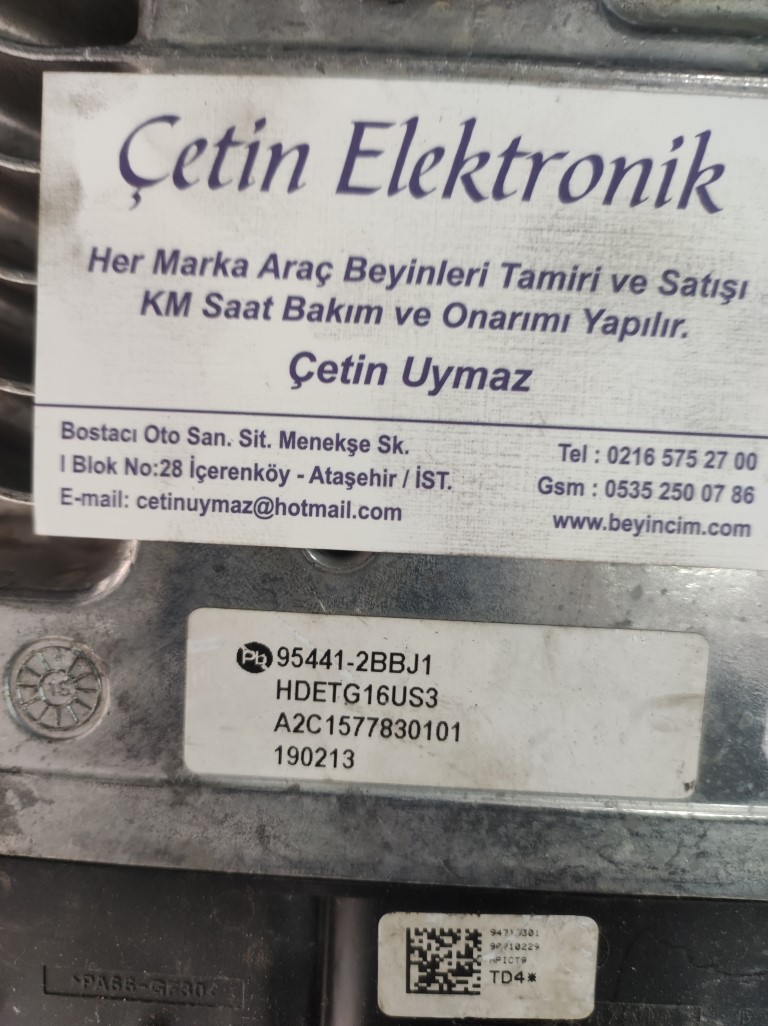 Çetin Elektronik
Her Marka Araç Beyinleri Tamiri ve Satışı
KM Saat Bakım ve Onarımı Yapılır.
Çetin Uymaz
Bostacı Oto San. Sit. Menekşe Sk.
I Blok No:28 İçerenköy - Ataşehir / İST.
E-mail: cetinuymaz@hotmail.com
Tel : 0216 575 27 00
Gsm : 0535 250 07 86
www.beyincim.com
Pb 95441-2BBJ1
HDETG16US3
A2C1577830101
190213
15
TD4*